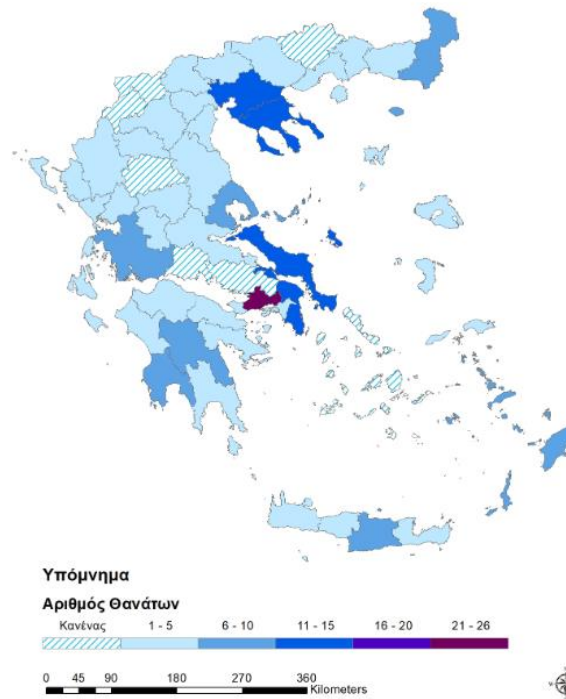 Υπόμνημα
Αριθμός Θανάτων
Κανένας 1 - 5 6 - 10 11 - 15 16 - 20 21 - 26
0 45 90 180 270 360
Kilometers